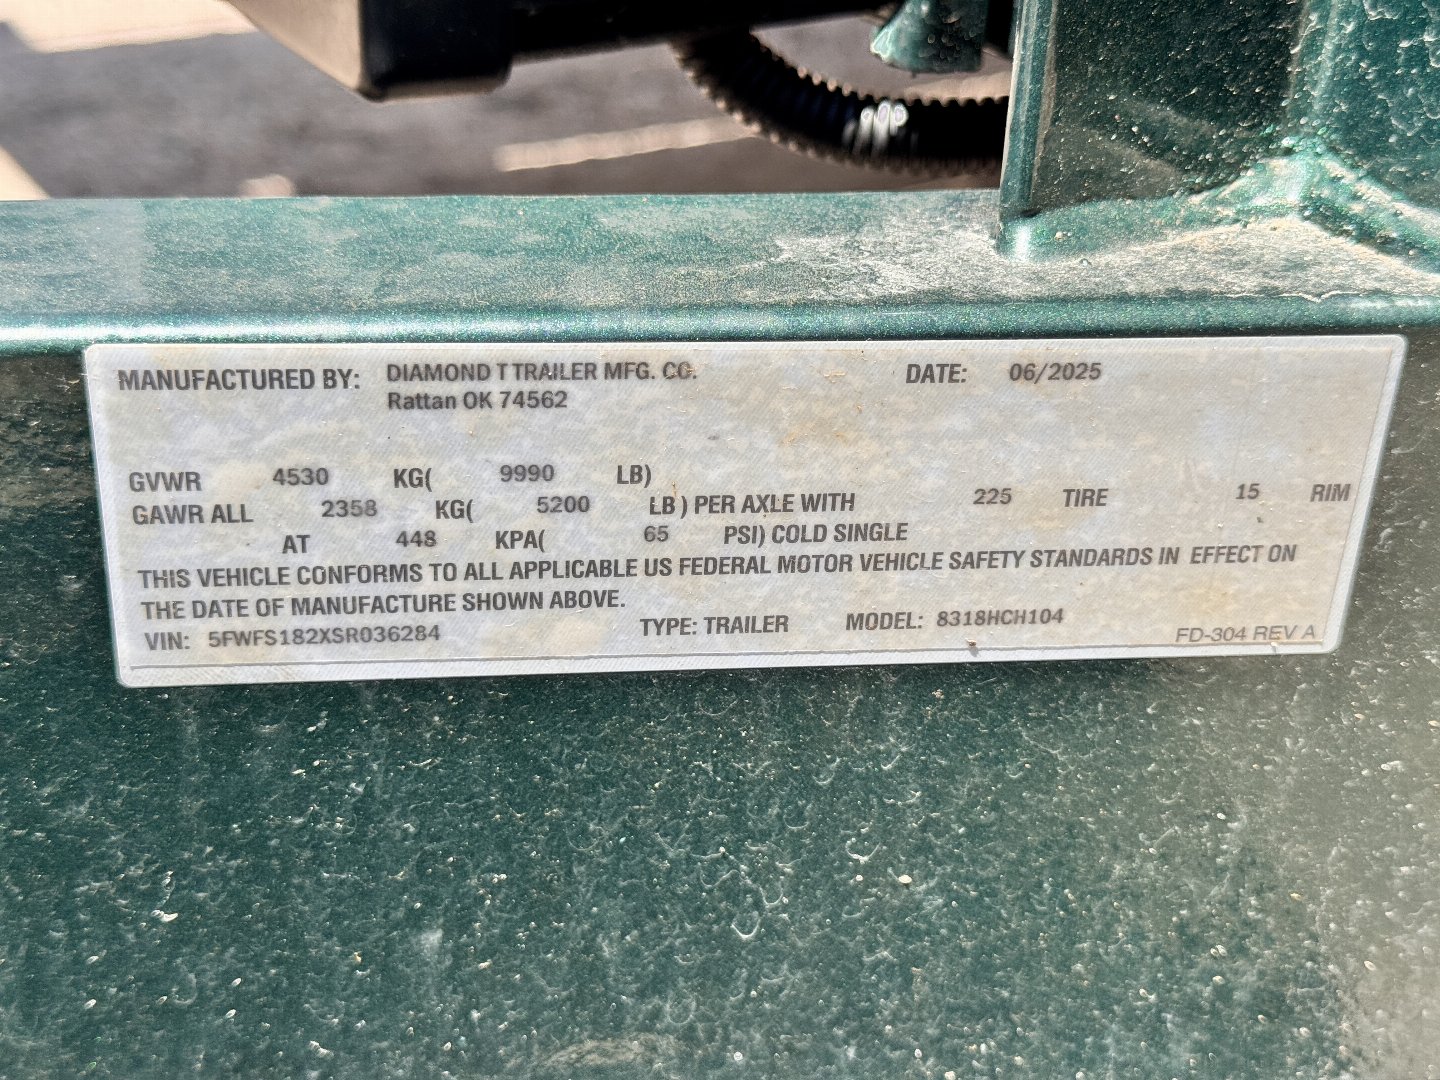 MANUFACTURED BY: DIAMOND T TRAILER MFG. CO. DATE: 06/2025
Rattan OK 74562
GVWR 4530 KG( 9990 LB)
GAWR ALL 2358 KG( 5200 LB) PER AXLE WITH 225 TIRE 15 RIM
AT 448 KPA( 65 PSI) COLD SINGLE
THIS VEHICLE CONFORMS TO ALL APPLICABLE US FEDERAL MOTOR VEHICLE SAFETY STANDARDS IN EFFECT ON
THE DATE OF MANUFACTURE SHOWN ABOVE.
VIN: 5FWFS182XSR036284 TYPE: TRAILER MODEL: 8318HCH104 FD-304 REV A